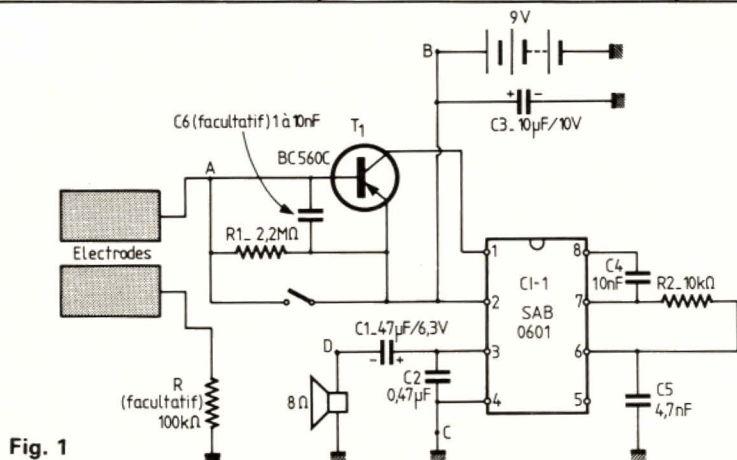 9V
B
+ -
C3_10µF/10V
C6 (facultatif) 1 à 10nF
T1
BC560C
A
R1_ 2,2MΩ
Electrodes
1
8
CI-1
SAB
0601
C4
10nF
R2_10kΩ
2
7
C1_47µF/6,3V
D
- +
3
6
C2
0,47µF
8Ω
R
(facultatif)
100kΩ
4
5
C
C5
4,7nF
Fig. 1